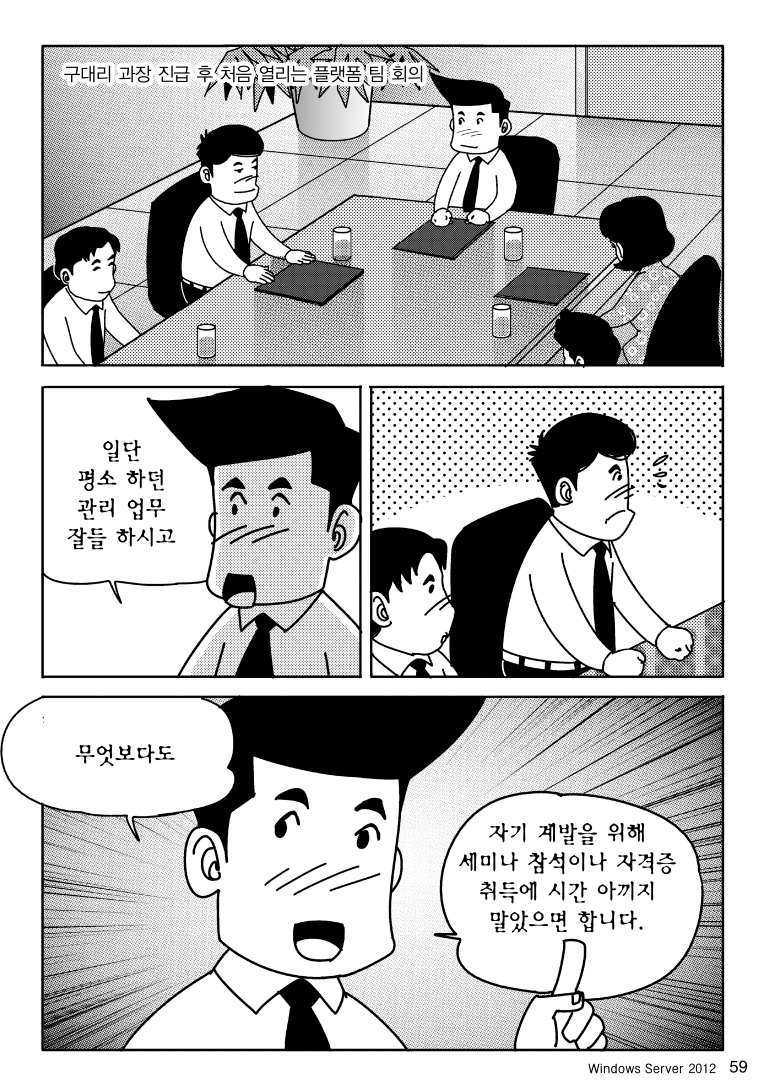 구대리 과장 진급 후 처음 열리는 플랫폼 팀 회의
일단
평소 하던
관리 업무
잘들 하시고
무엇보다도
자기 계발을 위해
세미나 참석이나 자격증
취득에 시간 아끼지
말았으면 합니다.
Windows Server 2012 59